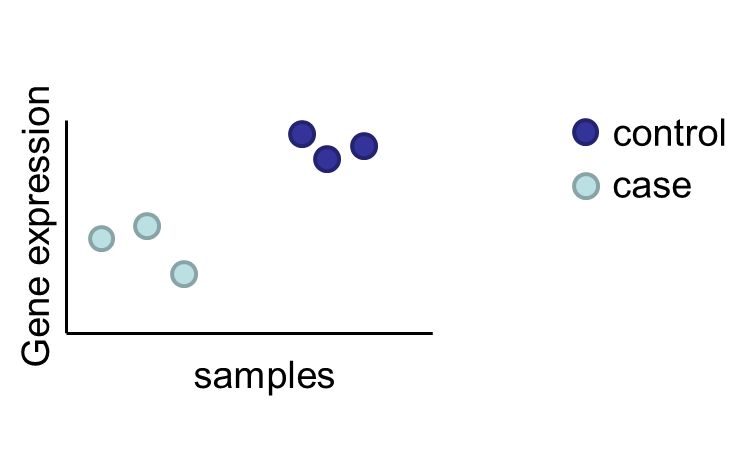 Gene expression
samples
control
case